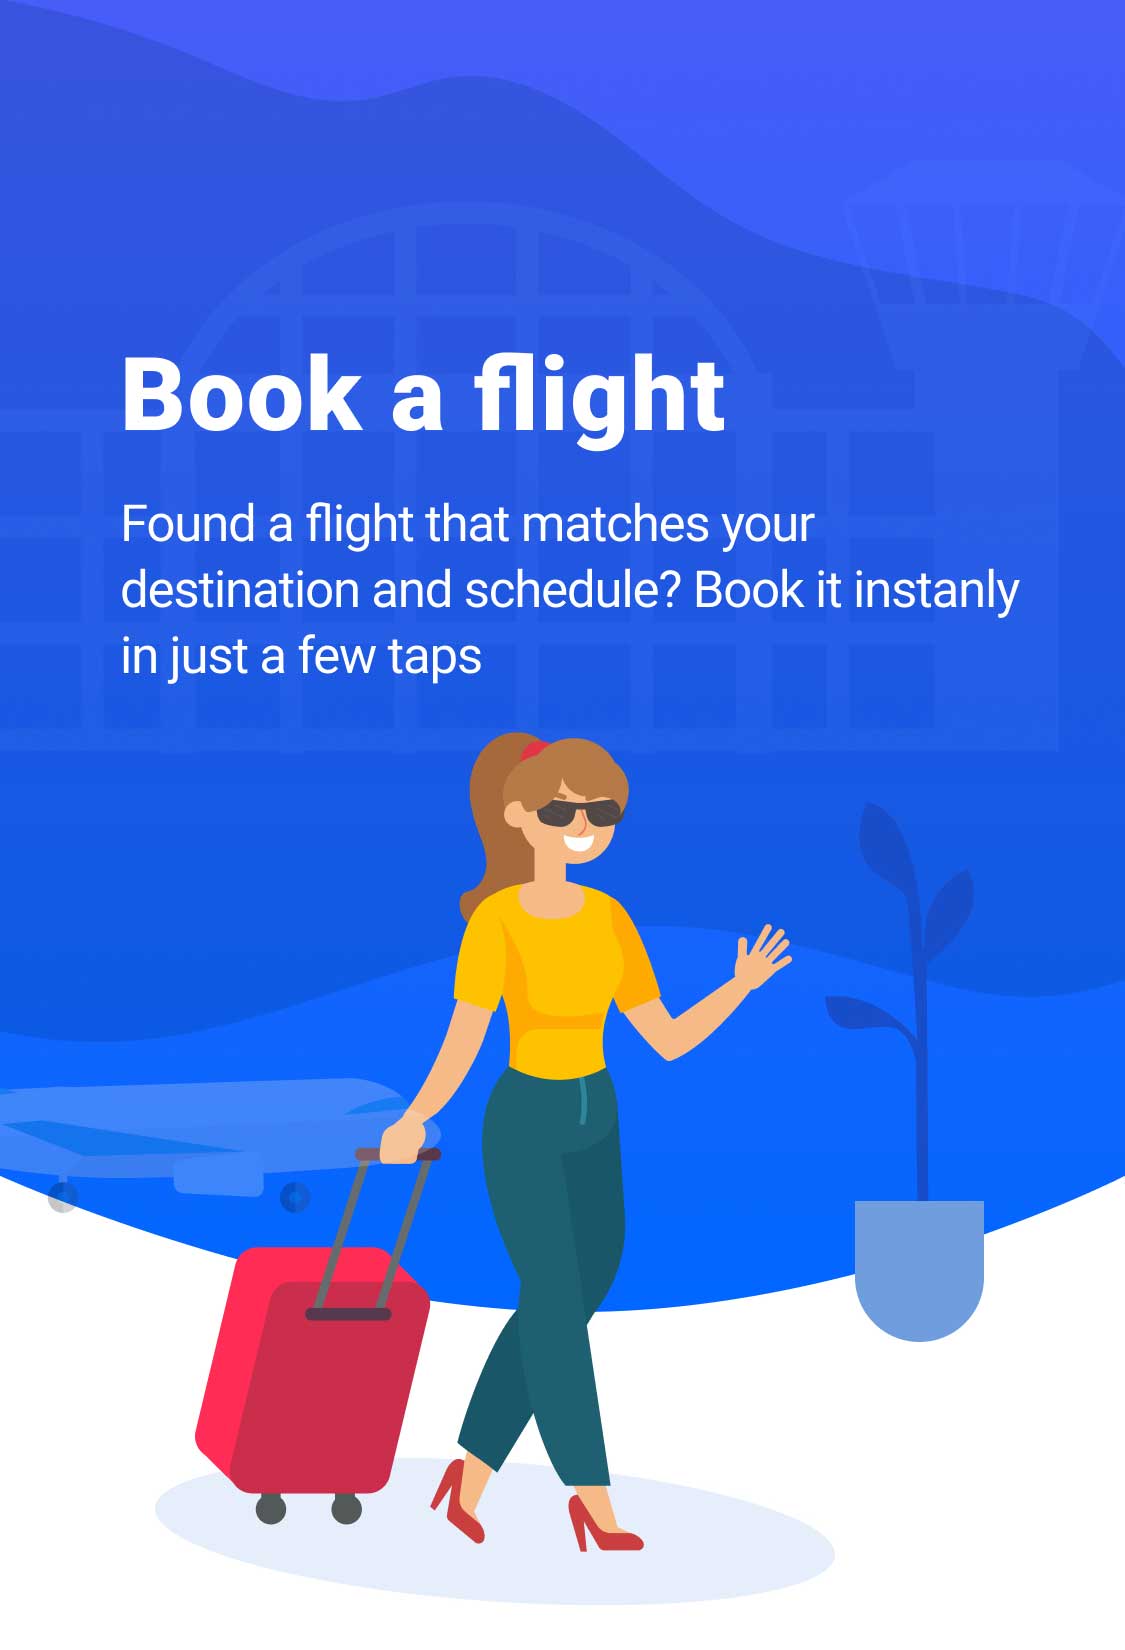 Book a flight
Found a flight that matches your
destination and schedule? Book it instanly
in just a few taps